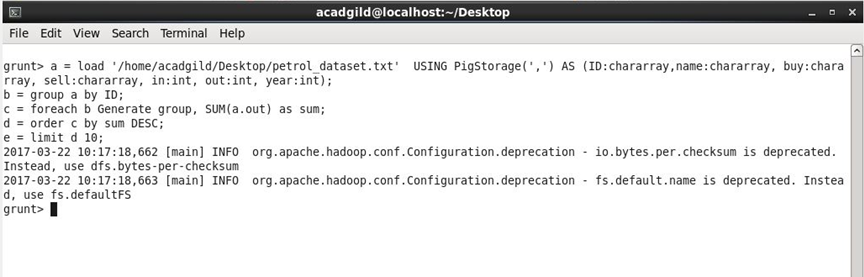 acadgild@localhost:~/Desktop
File Edit View Search Terminal Help
grunt> a = load '/home/acadgild/Desktop/petrol_dataset.txt'  USING PigStorage(',') AS (ID:chararray,name:chararray, buy:chara
rray, sell:chararray, in:int, out:int, year:int);
b = group a by ID;
c = foreach b Generate group, SUM(a.out) as sum;
d = order c by sum DESC;
e = limit d 10;
2017-03-22 10:17:18,662 [main] INFO  org.apache.hadoop.conf.Configuration.deprecation - io.bytes.per.checksum is deprecated.
Instead, use dfs.bytes-per-checksum
2017-03-22 10:17:18,663 [main] INFO  org.apache.hadoop.conf.Configuration.deprecation - fs.default.name is deprecated. Instea
d, use fs.defaultFS
grunt>